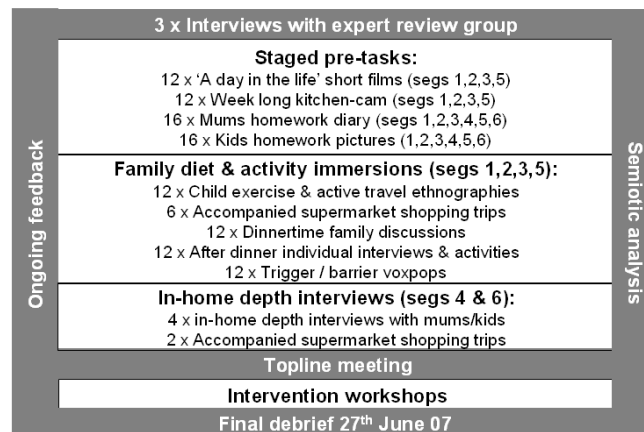 3 x Interviews with expert review group
Staged pre-tasks:
12 x ‘A day in the life’ short films (segs 1,2,3,5)
12 x Week long kitchen-cam (segs 1,2,3,5)
16 x Mums homework diary (segs 1,2,3,4,5,6)
16 x Kids homework pictures (1,2,3,4,5,6)
Family diet & activity immersions (segs 1,2,3,5):
12 x Child exercise & active travel ethnographies
6 x Accompanied supermarket shopping trips
12 x Dinnertime family discussions
12 x After dinner individual interviews & activities
12 x Trigger / barrier voxpops
In-home depth interviews (segs 4 & 6):
4 x in-home depth interviews with mums/kids
2 x Accompanied supermarket shopping trips
Ongoing feedback
Semiotic analysis
Topline meeting
Intervention workshops
Final debrief 27th June 07